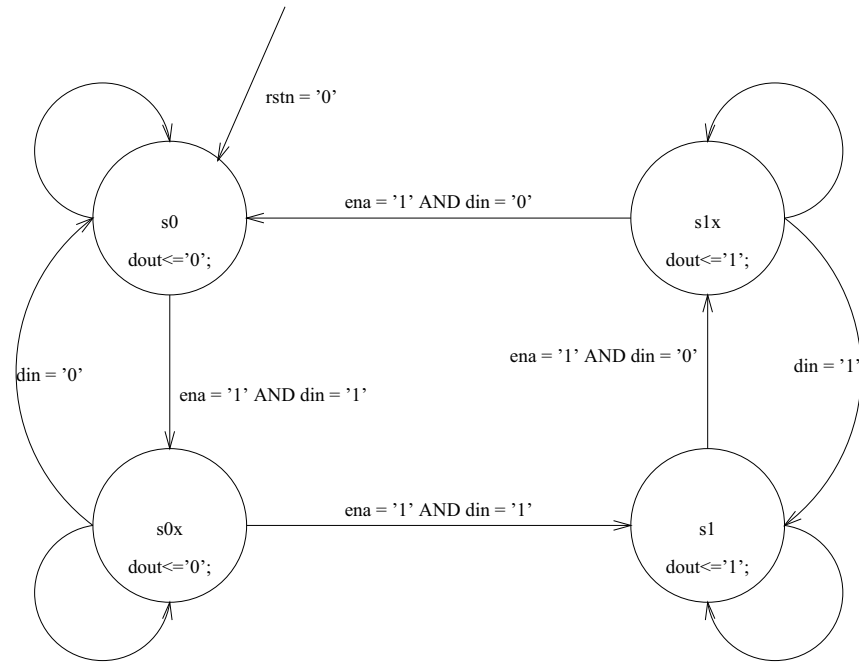 rstn = ’0’
s0
dout<=’0’;
ena = ’1’ AND din = ’0’
s1x
dout<=’1’;
din = ’0’
ena = ’1’ AND din = ’1’
ena = ’1’ AND din = ’0’
din = ’1’
s0x
dout<=’0’;
ena = ’1’ AND din = ’1’
s1
dout<=’1’;